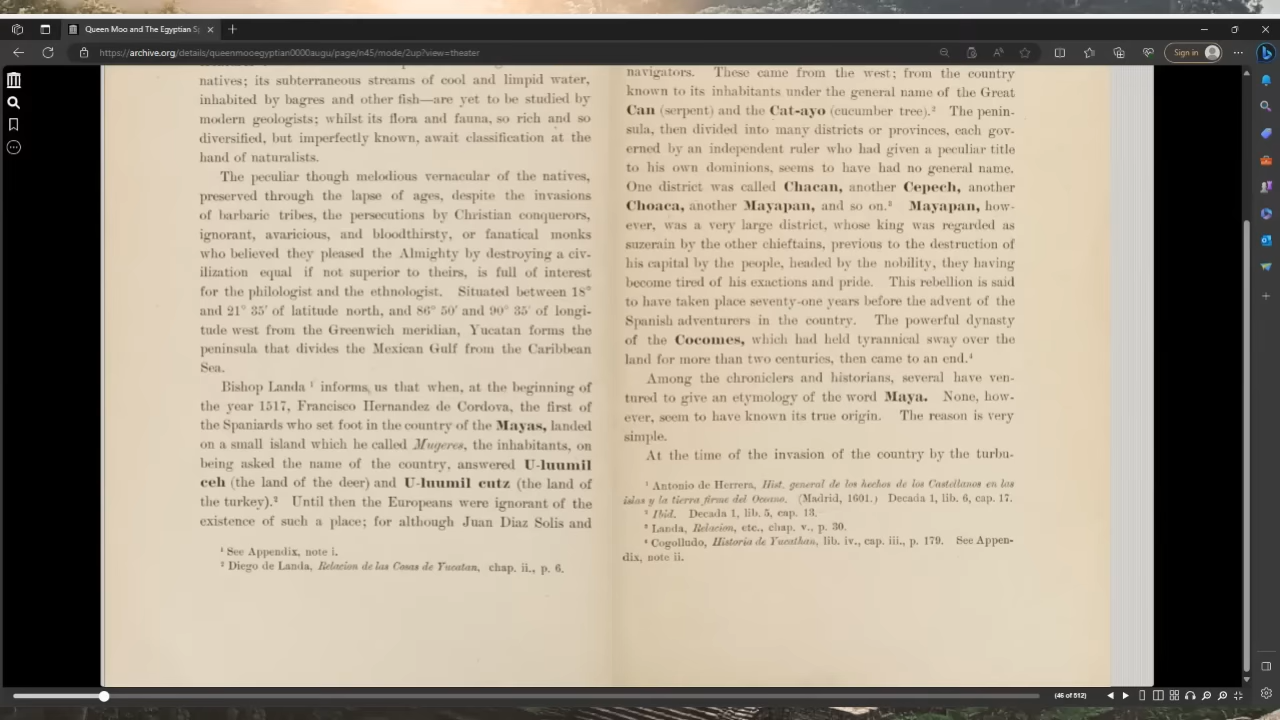 Queen Moo and The Egyptian S
https://archive.org/details/queenmooegyptian0000augu/page/n45/mode/2up?view=theater
Sign in
natives; its subterraneous streams of cool and limpid water,
inhabited by bagres and other fish—are yet to be studied by
modern geologists; whilst its flora and fauna, so rich and so
diversified, but imperfectly known, await classification at the
hand of naturalists.
The peculiar though melodious vernacular of the natives,
preserved through the lapse of ages, despite the invasions
of barbaric tribes, the persecutions by Christian conquerors,
ignorant, avaricious, and bloodthirsty, or fanatical monks
who believed they pleased the Almighty by destroying a civ-
ilization equal if not superior to theirs, is full of interest
for the philologist and the ethnologist. Situated between 18°
and 21° 35′ of latitude north, and 86° 50′ and 90° 35′ of longi-
tude west from the Greenwich meridian, Yucatan forms the
peninsula that divides the Mexican Gulf from the Caribbean
Sea.
Bishop Landa ¹ informs us that when, at the beginning of
the year 1517, Francisco Hernandez de Cordova, the first of
the Spaniards who set foot in the country of the Mayas, landed
on a small island which he called Mugeres, the inhabitants, on
being asked the name of the country, answered U-luumil
ceh (the land of the deer) and U-luumil cutz (the land of
the turkey).² Until then the Europeans were ignorant of the
existence of such a place; for although Juan Diaz Solis and
¹ See Appendix, note i.
² Diego de Landa, Relacion de las Cosas de Yucatan, chap. ii., p. 6.
navigators. These came from the west; from the country
known to its inhabitants under the general name of the Great
Can (serpent) and the Cat-ayo (cucumber tree).² The penin-
sula, then divided into many districts or provinces, each gov-
erned by an independent ruler who had given a peculiar title
to his own dominions, seems to have had no general name.
One district was called Chacan, another Cepech, another
Choaca, another Mayapan, and so on.³ Mayapan, how-
ever, was a very large district, whose king was regarded as
suzerain by the other chieftains, previous to the destruction of
his capital by the people, headed by the nobility, they having
become tired of his exactions and pride. This rebellion is said
to have taken place seventy-one years before the advent of the
Spanish adventurers in the country. The powerful dynasty
of the Cocomes, which had held tyrannical sway over the
land for more than two centuries, then came to an end.⁴
Among the chroniclers and historians, several have ven-
tured to give an etymology of the word Maya. None, how-
ever, seem to have known its true origin. The reason is very
simple.
At the time of the invasion of the country by the turbu-
¹ Antonio de Herrera, Hist. general de los hechos de los Castellanos en las
islas y la tierra firme del Oceano. (Madrid, 1601.) Decada 1, lib. 6, cap. 17.
² Ibid. Decada 1, lib. 5, cap. 13.
³ Landa, Relacion, etc., chap. v., p. 30.
⁴ Cogolludo, Historia de Yucathan, lib. iv., cap. iii., p. 179. See Appen-
dix, note ii.
(46 of 512)